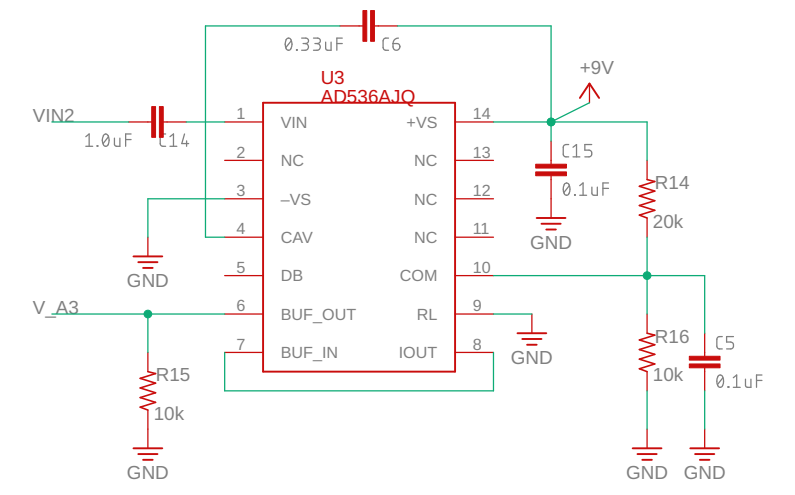 0.33uF C6
U3
AD536AJQ
+9V
VIN2
1.0uF C14
1 VIN +VS 14
2 NC NC 13
3 –VS NC 12
4 CAV NC 11
5 DB COM 10
6 BUF_OUT RL 9
7 BUF_IN IOUT 8
C15
0.1uF
GND
R14
20k
GND
V_A3
GND
R16
10k
C5
0.1uF
R15
10k
GND
GND
GND